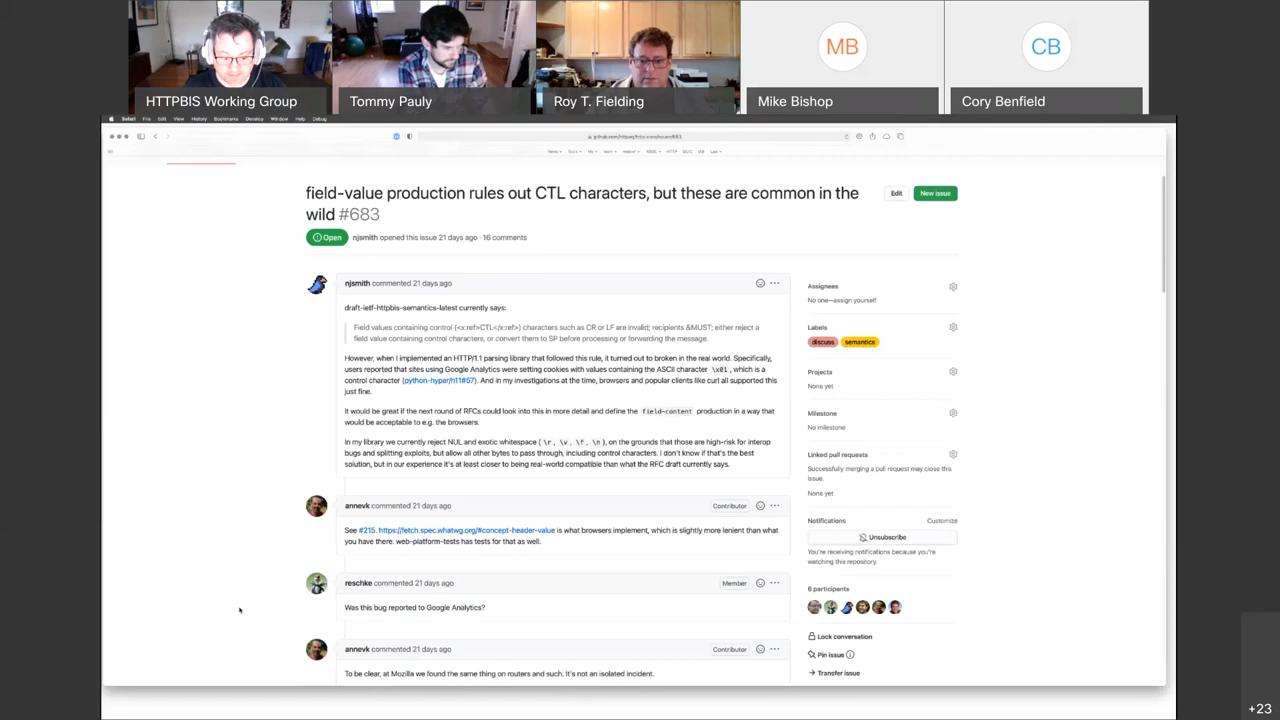 HTTPBIS Working Group
Tommy Pauly
Roy T. Fielding
MB
Mike Bishop
CB
Cory Benfield
Safari File Edit View History Bookmarks Develop Window Help Debug
field-value production rules out CTL characters, but these are common in the
wild #683
Edit
New issue
Open
njsmith opened this issue 21 days ago · 16 comments
njsmith commented 21 days ago
draft-ietf-httpbis-semantics-latest currently says:
Field values containing control (<x:ref>CTL</x:ref>) characters such as CR or LF are invalid; recipients &MUST; either reject a
field value containing control characters, or convert them to SP before processing or forwarding the message.
However, when I implemented an HTTP/1.1 parsing library that followed this rule, it turned out to broken in the real world. Specifically,
users reported that sites using Google Analytics were setting cookies with values containing the ASCII character \x01, which is a
control character (python-hyper/h11#57). And in my investigations at the time, browsers and popular clients like curl all supported this
just fine.
It would be great if the next round of RFCs could look into this in more detail and define the field-content production in a way that
would be acceptable to e.g. the browsers.
In my library we currently reject NUL and exotic whitespace (\r, \v, \f, \n), on the grounds that those are high-risk for interop
bugs and splitting exploits, but allow all other bytes to pass through, including control characters. I don't know if that's the best
solution, but in our experience it's at least closer to being real-world compatible than what the RFC draft currently says.
annevk commented 21 days ago
Contributor
See #215. https://fetch.spec.whatwg.org/#concept-header-value is what browsers implement, which is slightly more lenient than what
you have there. web-platform-tests has tests for that as well.
reschke commented 21 days ago
Member
Was this bug reported to Google Analytics?
annevk commented 21 days ago
Contributor
To be clear, at Mozilla we found the same thing on routers and such. It's not an isolated incident.
Assignees
No one—assign yourself
Labels
discuss
semantics
Projects
None yet
Milestone
No milestone
Linked pull requests
Successfully merging a pull request may close this
issue.
None yet
Notifications
Customize
Unsubscribe
You're receiving notifications because you're
watching this repository.
6 participants
Lock conversation
Pin issue
Transfer issue
+23